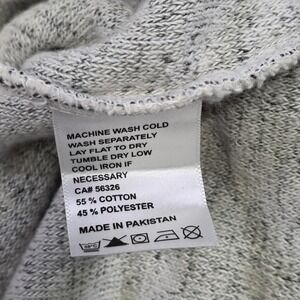 MACHINE WASH COLD
WASH SEPARATELY
LAY FLAT TO DRY
TUMBLE DRY LOW
COOL IRON IF
NECESSARY
CA# 56326
55 % COTTON
45 % POLYESTER
MADE IN PAKISTAN